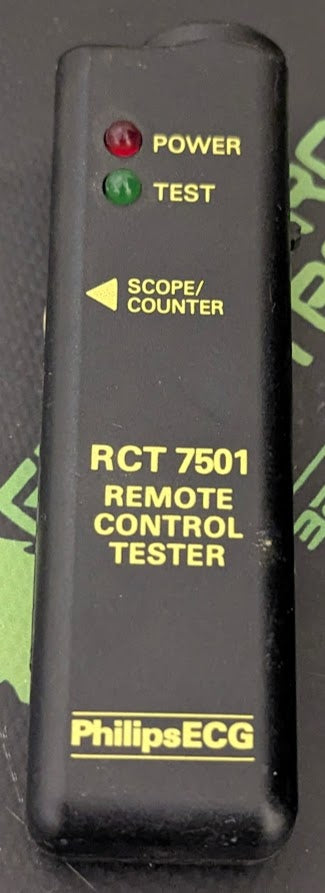 POWER
TEST
SCOPE/
COUNTER
RCT 7501
REMOTE
CONTROL
TESTER
PhilipsECG